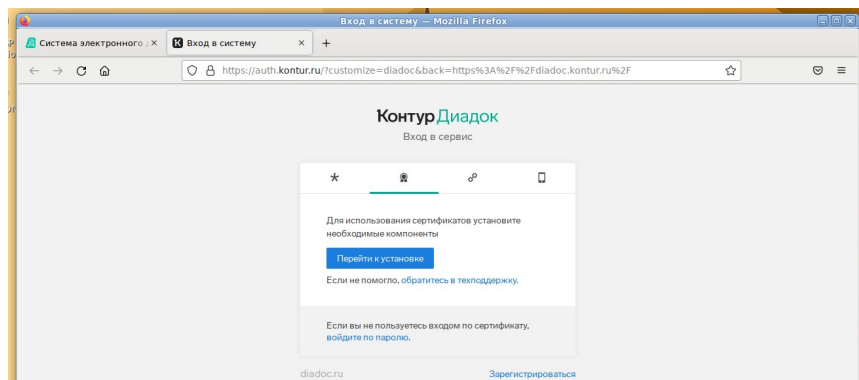 Вход в систему — Mozilla Firefox
Система электронного д
Вход в систему
https://auth.kontur.ru/?customize=diadoc&back=https%3A%2F%2Fdiadoc.kontur.ru%2F
Контур Диадок
Вход в сервис
Для использования сертификатов установите
необходимые компоненты
Перейти к установке
Если не помогло, обратитесь в техподдержку.
Если вы не пользуетесь входом по сертификату,
войдите по паролю.
diadoc.ru
Зарегистрироваться